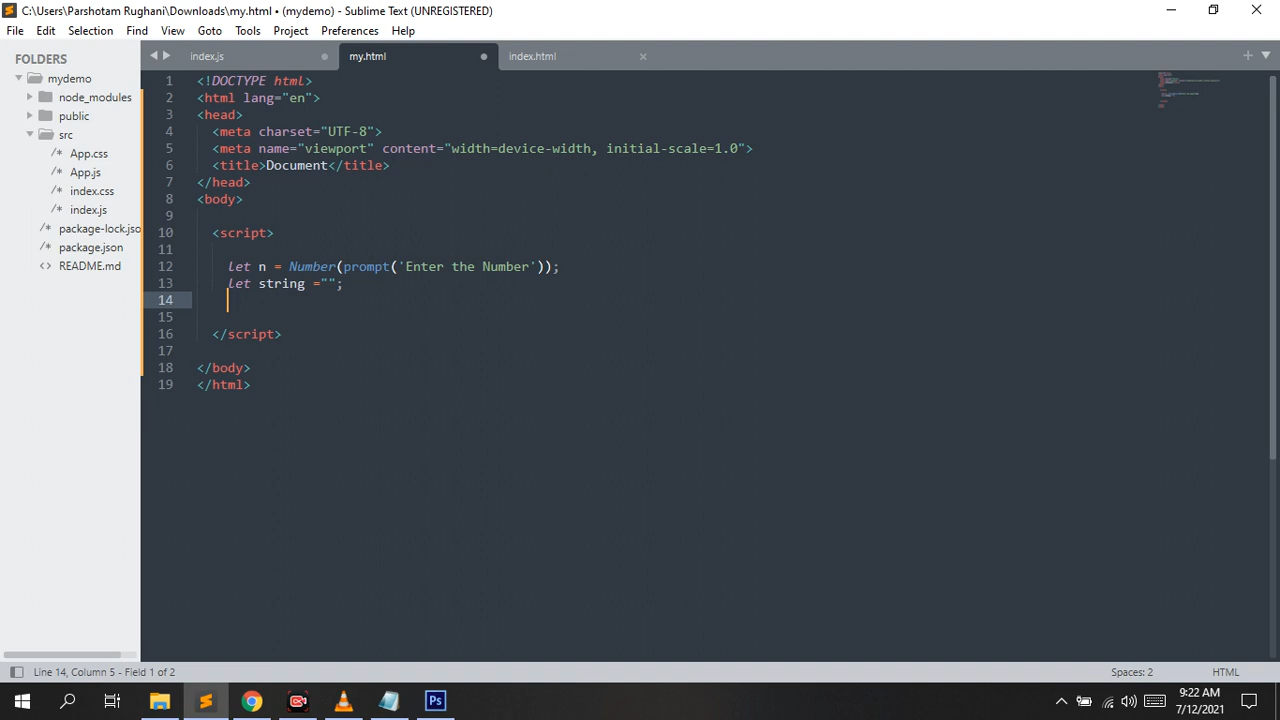 C:\Users\Parshotam Rughani\Downloads\my.html • (mydemo) - Sublime Text (UNREGISTERED)
File Edit Selection Find View Goto Tools Project Preferences Help
FOLDERS
mydemo
node_modules
public
src
/* App.css
/* App.js
/* index.css
/* index.js
/* package-lock.jso
/* package.json
<> README.md
index.js
my.html
index.html
1 <!DOCTYPE html>
2 <html lang="en">
3 <head>
4 <meta charset="UTF-8">
5 <meta name="viewport" content="width=device-width, initial-scale=1.0">
6 <title>Document</title>
7 </head>
8 <body>
9
10 <script>
11
12 let n = Number(prompt('Enter the Number'));
13 let string ="";
14
15
16 </script>
17
18 </body>
19 </html>
Line 14, Column 5 - Field 1 of 2
Spaces: 2
HTML
Ps
9:22 AM
7/12/2021